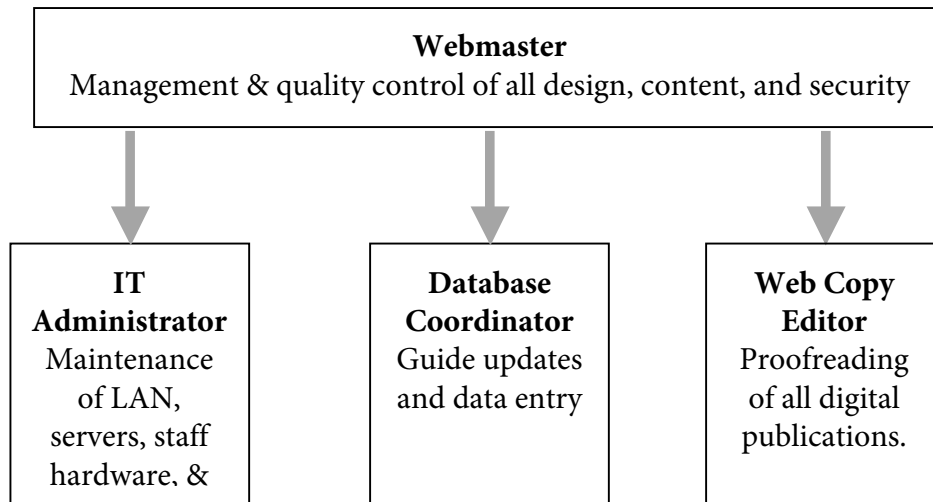 Webmaster
Management & quality control of all design, content, and security
IT
Administrator
Maintenance
of LAN,
servers, staff
hardware, &
Database
Coordinator
Guide updates
and data entry
Web Copy
Editor
Proofreading
of all digital
publications.